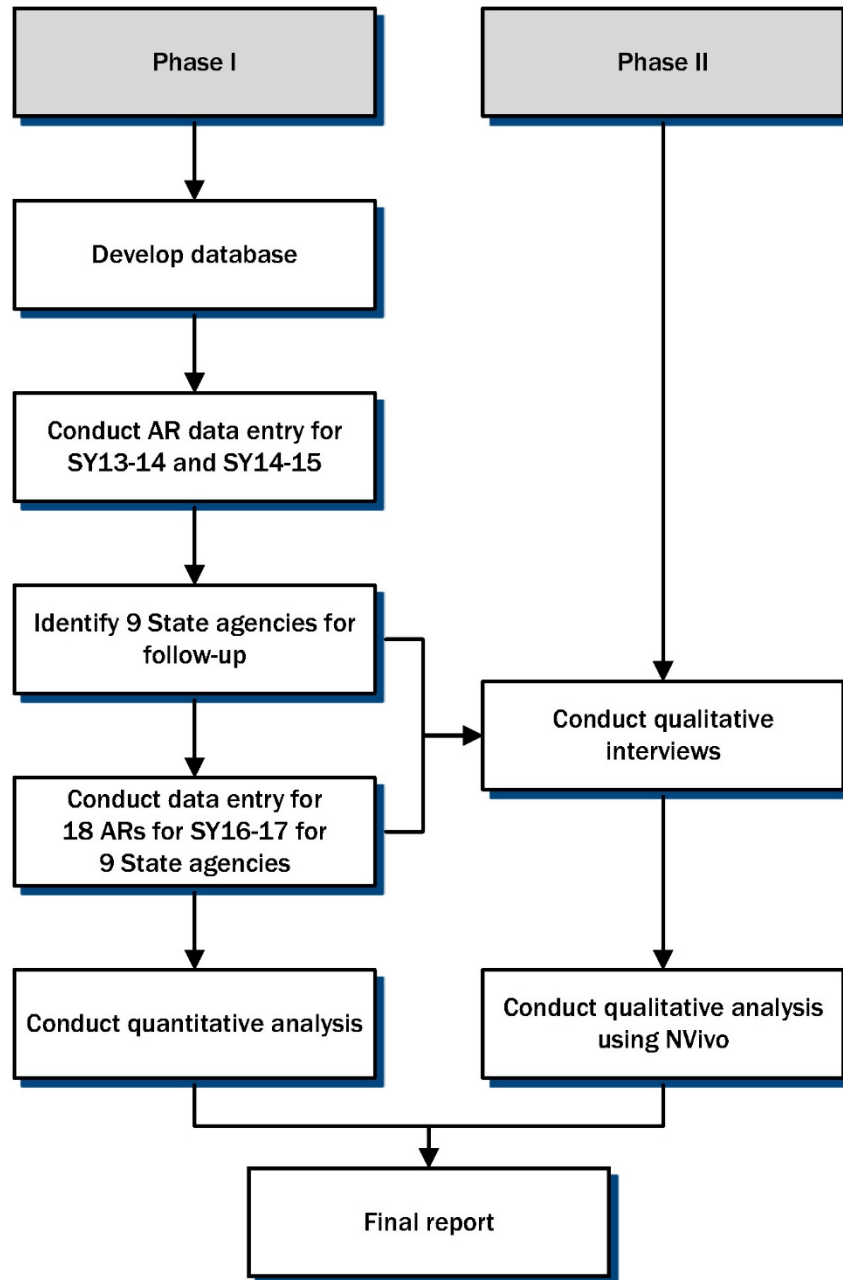 Phase I
Phase II
Develop database
Conduct AR data entry for
SY13-14 and SY14-15
Identify 9 State agencies for
follow-up
Conduct qualitative
interviews
Conduct data entry for
18 ARs for SY16-17 for
9 State agencies
Conduct quantitative analysis
Conduct qualitative analysis
using NVivo
Final report